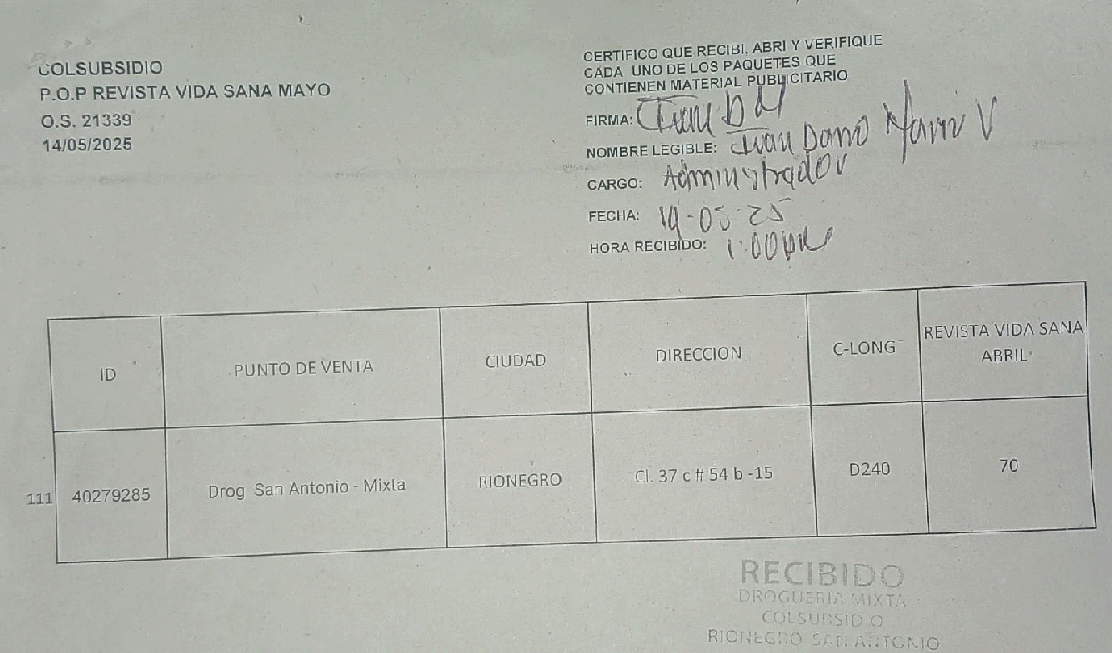 COLSUBSIDIO
P.O.P REVISTA VIDA SANA MAYO
O.S. 21339
14/05/2025
CERTIFICO QUE RECIBI, ABRI Y VERIFIQUE
CADA UNO DE LOS PAQUETES QUE
CONTIENEN MATERIAL PUBLICITARIO
FIRMA:
NOMBRE LEGIBLE: Ivan Dario Marin V
CARGO: Administrador
FECHA: 19-05-25
HORA RECIBIDO: 1:00pm
ID PUNTO DE VENTA CIUDAD DIRECCION C-LONG REVISTA VIDA SANA
ABRIL
111 40279285 Drog San Antonio - Mixta RIONEGRO Cl. 37 c # 54 b -15 D240 70
RECIBIDO
DROGUERIA MIXTA
COLSUBSIDIO
RIONEGRO SAN ANTONIO